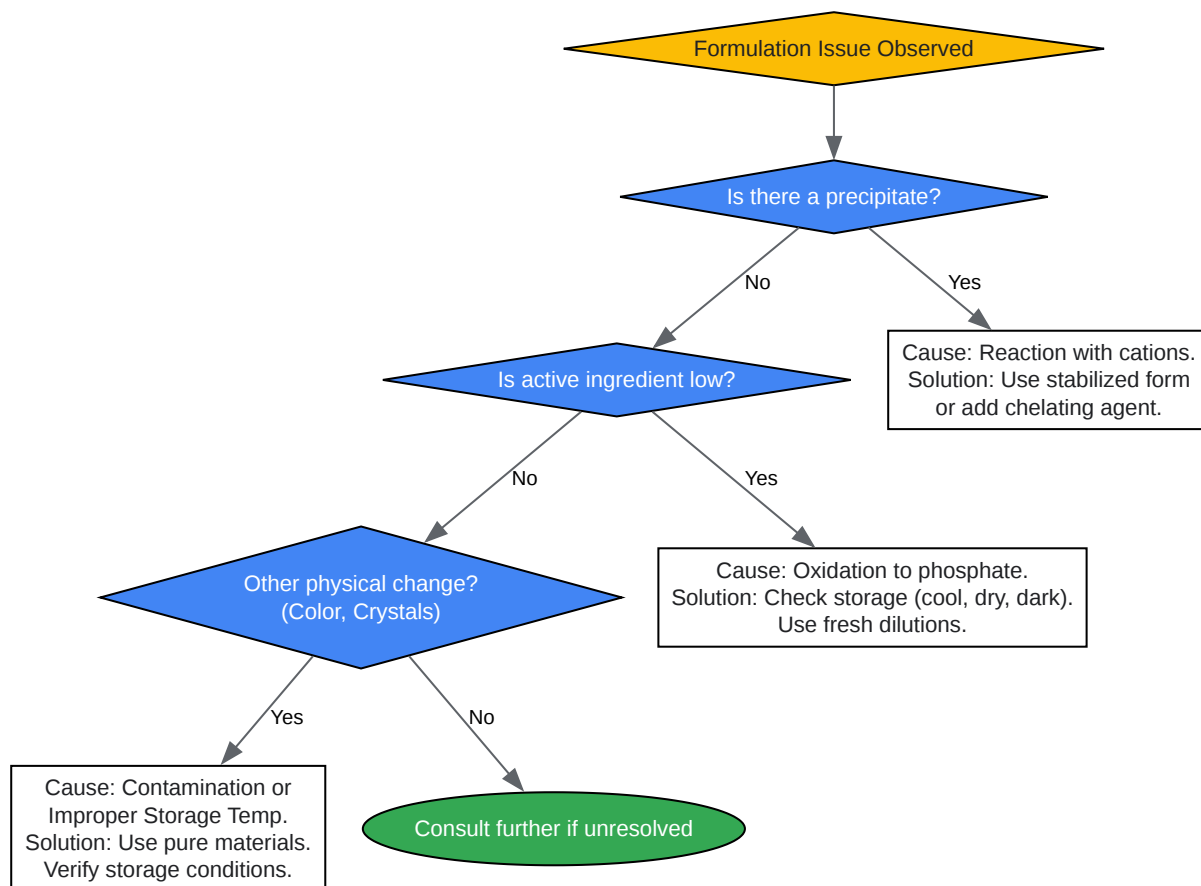 Formulation Issue Observed
Is there a precipitate?
No
Yes
Cause: Reaction with cations.
Solution: Use stabilized form
or add chelating agent.
Is active ingredient low?
No
Yes
Cause: Oxidation to phosphate.
Solution: Check storage (cool, dry, dark).
Use fresh dilutions.
Other physical change?
(Color, Crystals)
Yes
No
Cause: Contamination or
Improper Storage Temp.
Solution: Use pure materials.
Verify storage conditions.
Consult further if unresolved